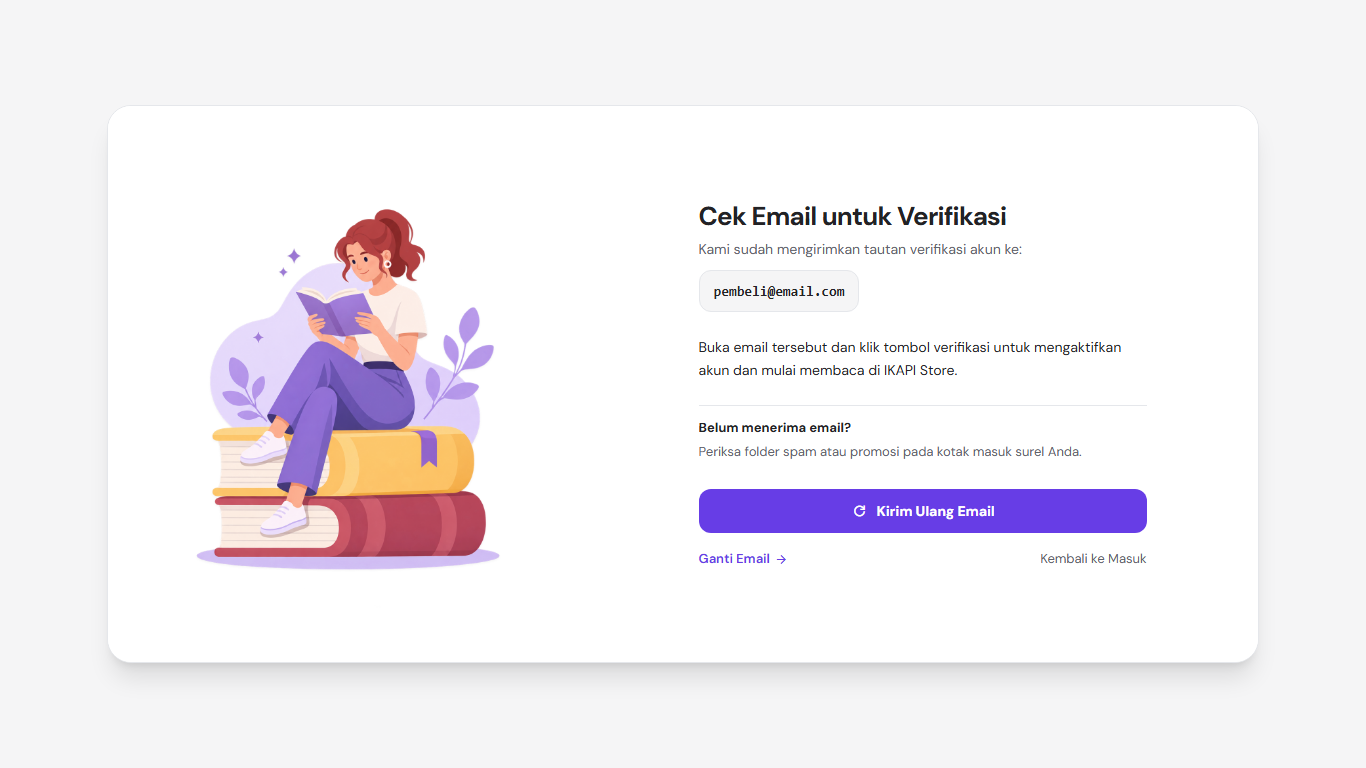 Cek Email untuk Verifikasi
Kami sudah mengirimkan tautan verifikasi akun ke:
pembeli@email.com
Buka email tersebut dan klik tombol verifikasi untuk mengaktifkan
akun dan mulai membaca di IKAPI Store.
Belum menerima email?
Periksa folder spam atau promosi pada kotak masuk surel Anda.
Kirim Ulang Email
Ganti Email →
Kembali ke Masuk